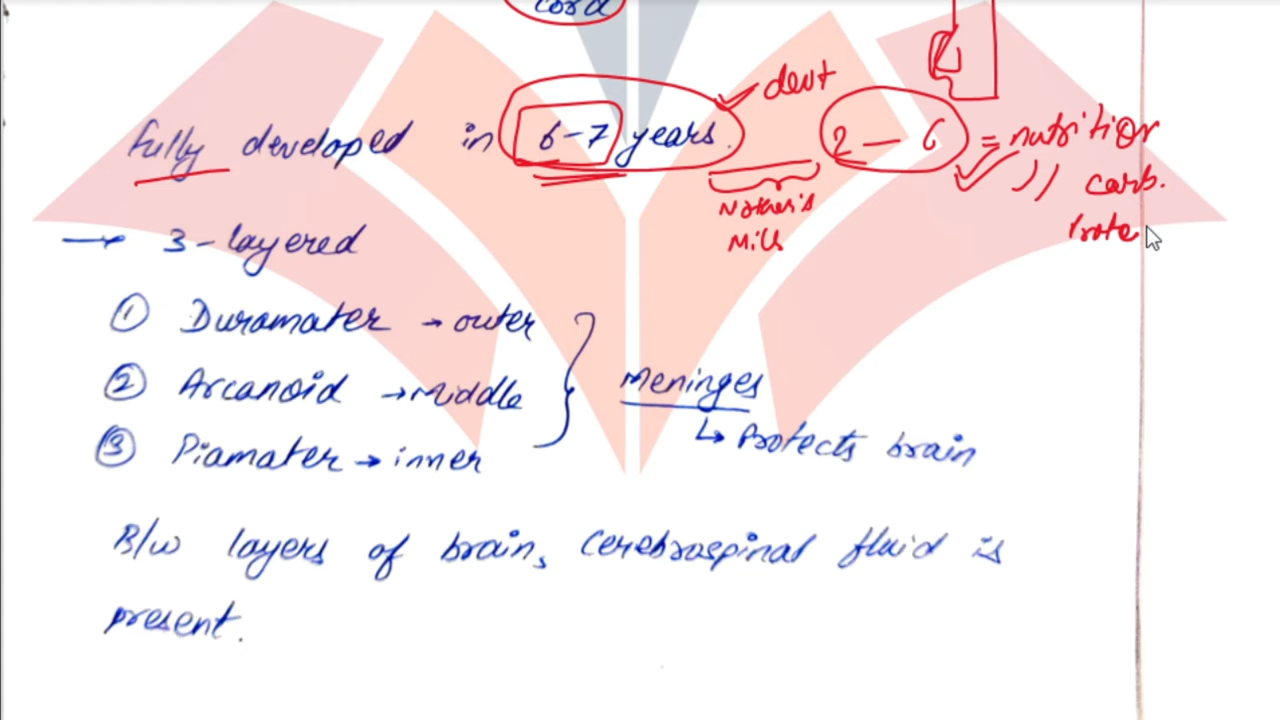 cord
fully developed in 6-7 years. devt 2 — 6 = nutrition
Mother's Milk
carb.
Prote
→ 3-layered
① Duramater → outer
② Arcanoid → Middle
③ Piamater → inner
Meninges
↳ Protects brain
B/w layers of brain, cerebrospinal fluid is
present.